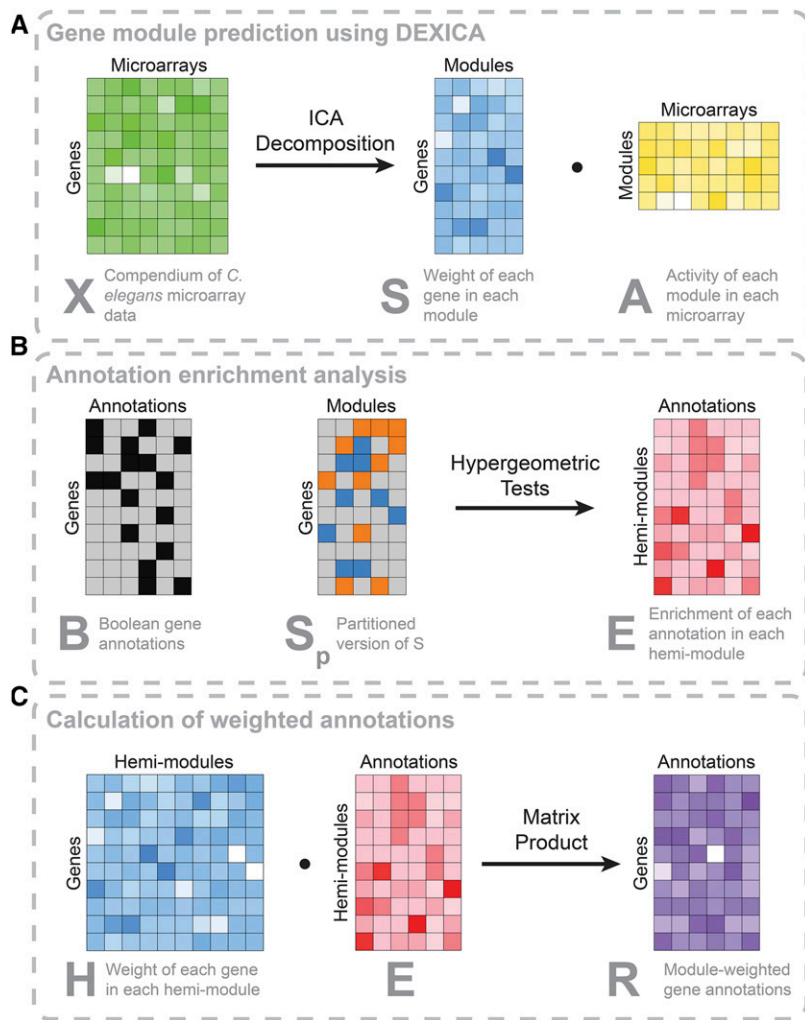 A
Gene module prediction using DEXICA
Microarrays
Modules
Genes
ICA
Decomposition
Genes
Microarrays
Modules
X
Compendium of C.
elegans microarray
data
S
Weight of each
gene in each
module
A
Activity of each
module in each
microarray
B
Annotation enrichment analysis
Annotations
Modules
Annotations
Genes
Genes
Hypergeometric
Tests
Hemi-modules
B
Boolean gene
annotations
Sp
Partitioned
version of S
E
Enrichment of each
annotation in each
hemi-module
C
Calculation of weighted annotations
Hemi-modules
Annotations
Annotations
Genes
Hemi-modules
Matrix
Product
Genes
H
Weight of each gene
in each hemi-module
E
R
Module-weighted
gene annotations